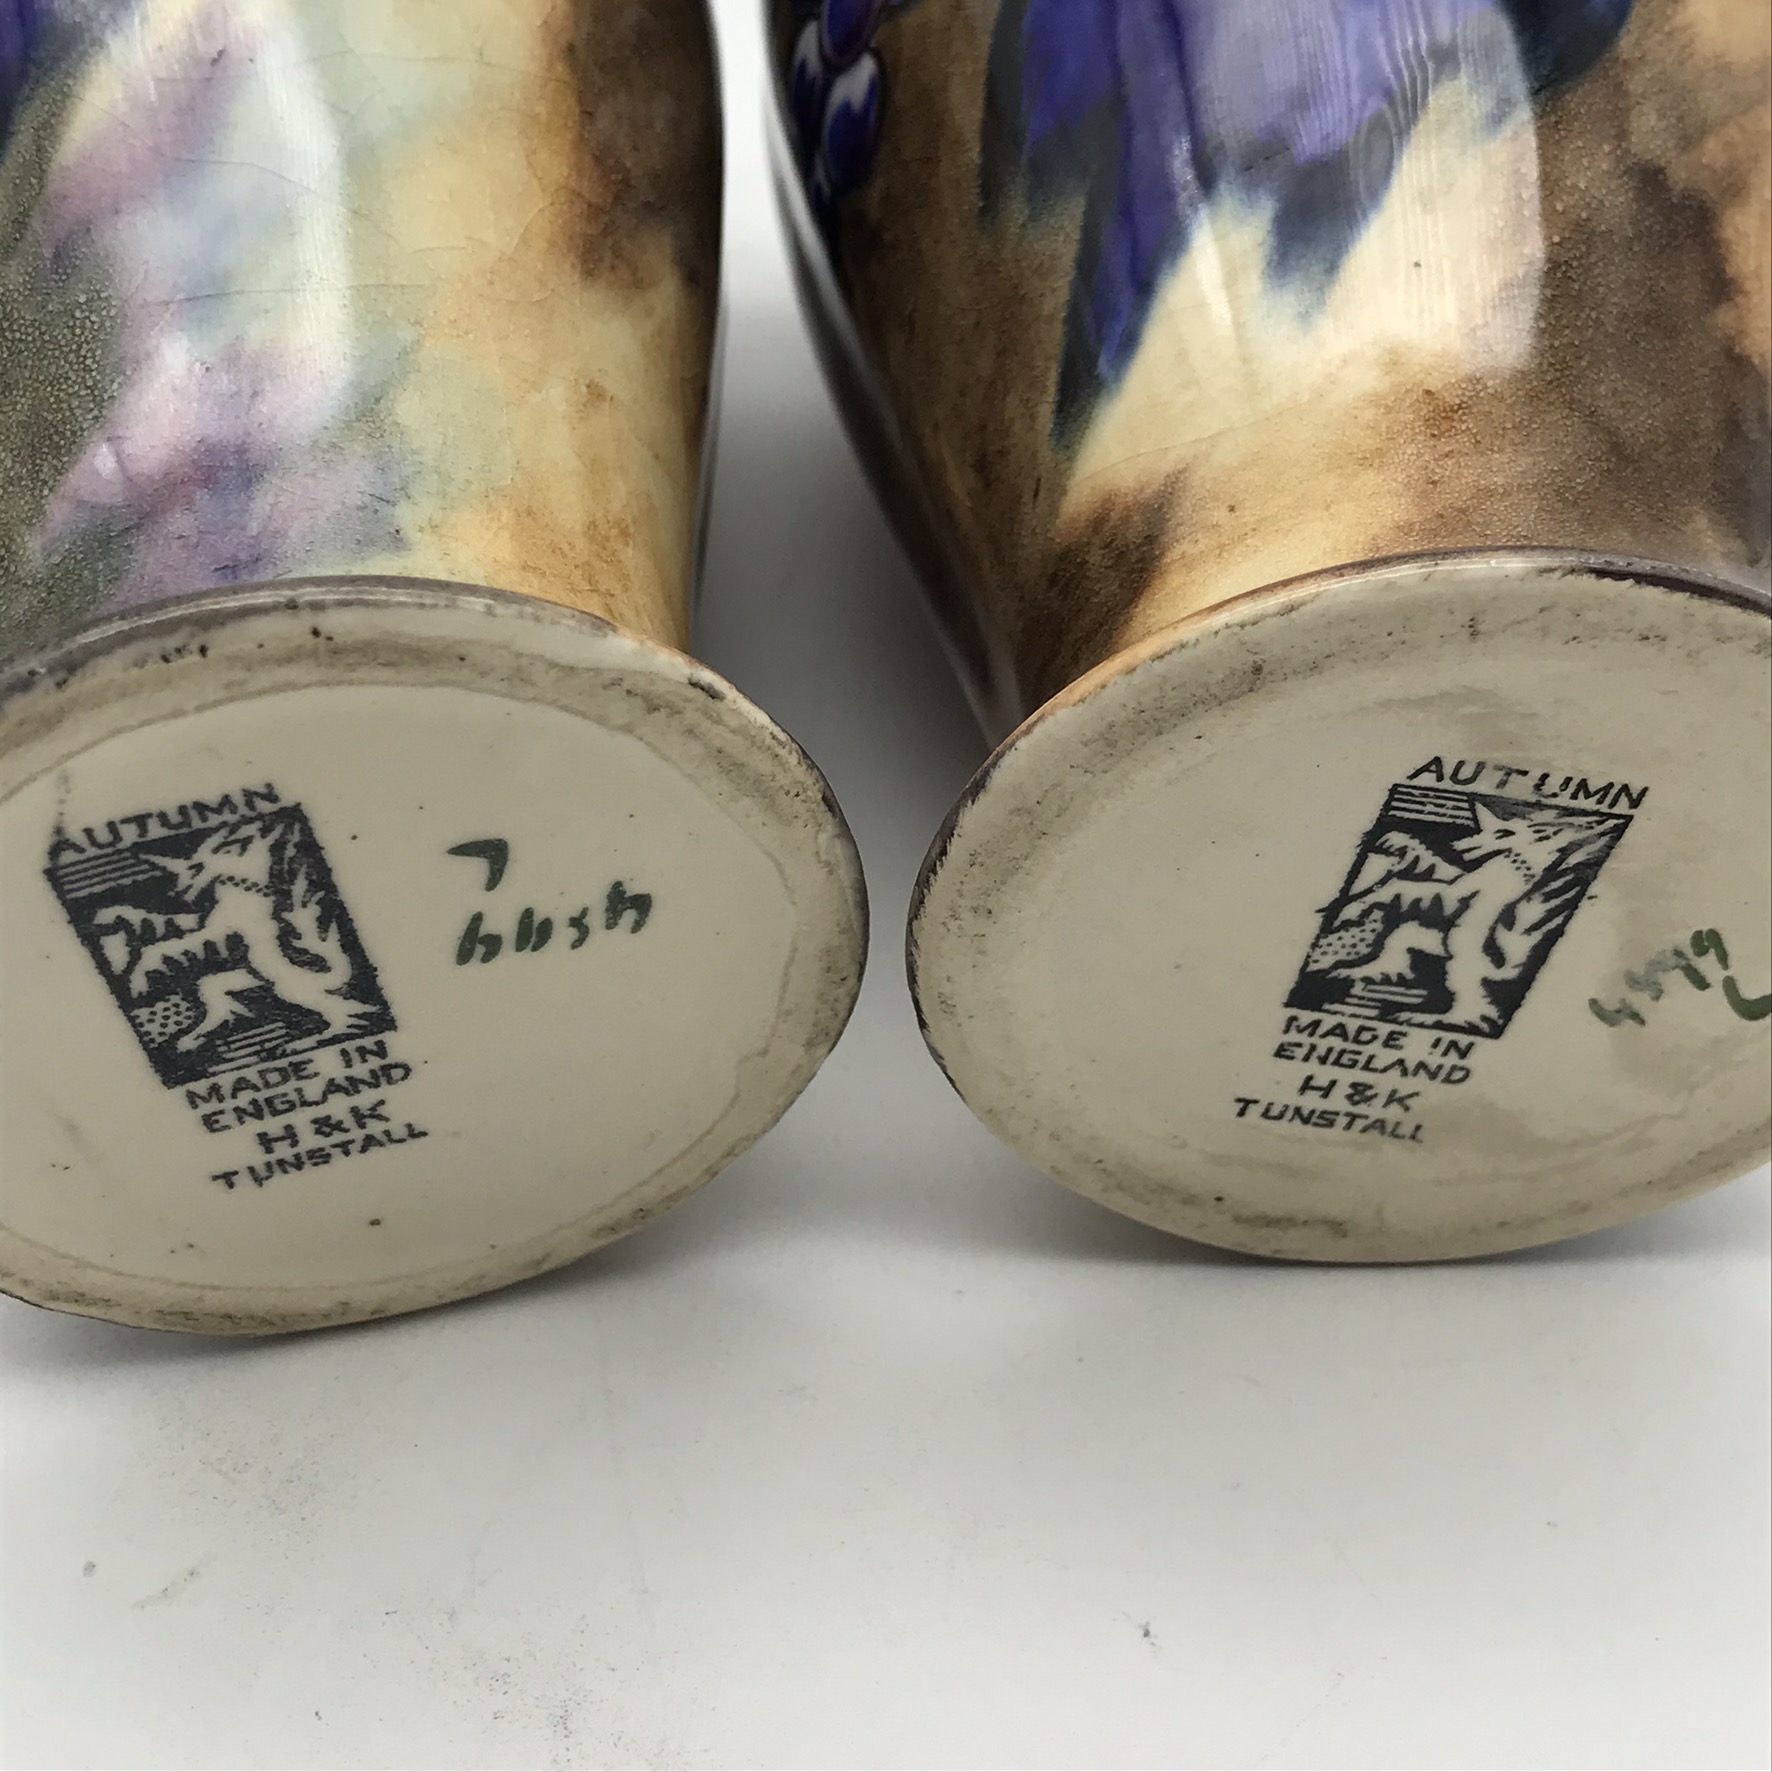 AUTUMN
MADE IN
ENGLAND
H & K
TUNSTALL
AUTUMN
MADE IN
ENGLAND
H & K
TUNSTALL